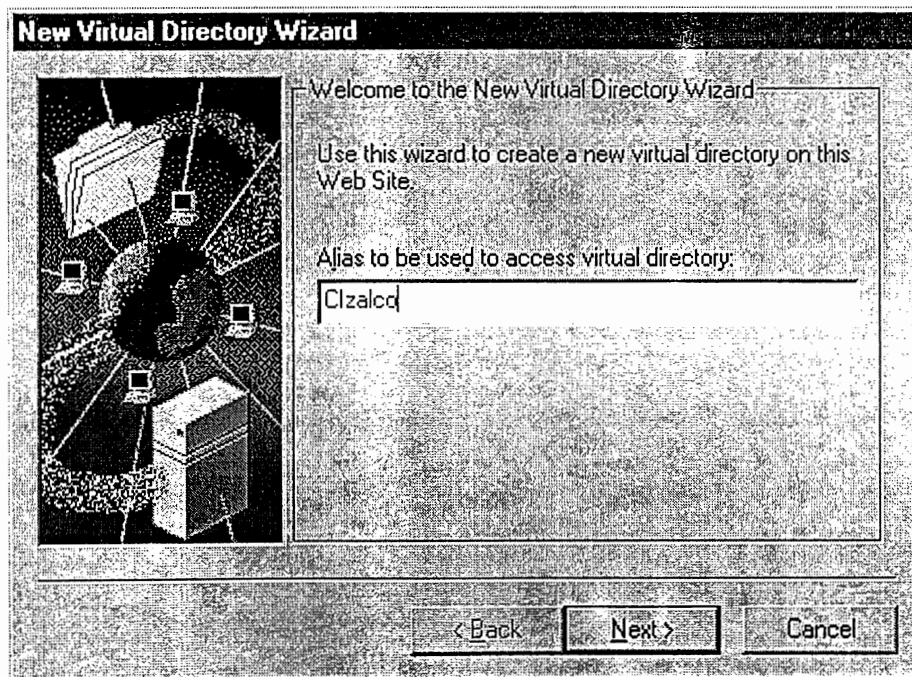 New Virtual Directory Wizard
Welcome to the New Virtual Directory Wizard
Use this wizard to create a new virtual directory on this
Web Site.
Alias to be used to access virtual directory:
CIzalco
< Back
Next >
Cancel